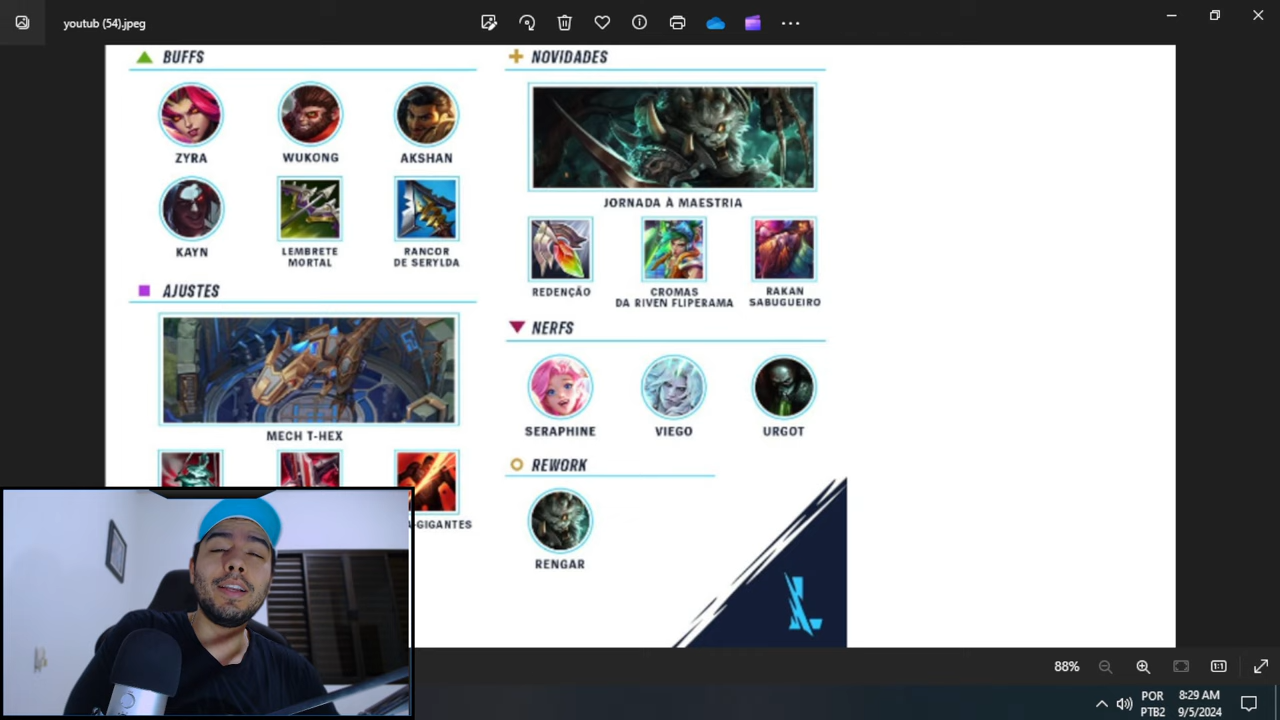 youtub (54).jpeg
BUFFS
ZYRA
WUKONG
AKSHAN
KAYN
LEMBRETE
MORTAL
RANCOR
DE SERYLDA
AJUSTES
MECH T-HEX
-GIGANTES
NOVIDADES
JORNADA À MAESTRIA
REDENÇÃO
CROMAS
DA RIVEN FLIPERAMA
RAKAN
SABUGUEIRO
NERFS
SERAPHINE
VIEGO
URGOT
REWORK
RENGAR
88%
1:1
POR
PTB2
8:29 AM
9/5/2024